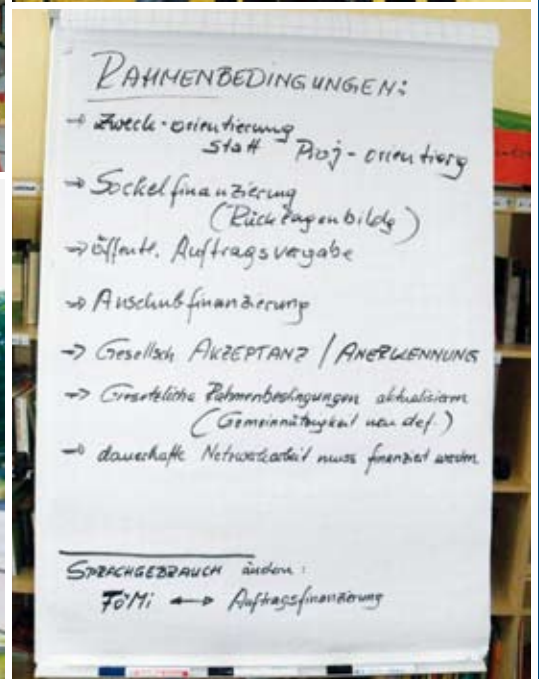 RAHMENBEDINGUNGEN:
→ Zweck-orientierung
statt Proj-orientierg
→ Sockelfinanzierung
(Rücklagenbildg)
→ öffentl. Auftragsvergabe
→ Anschubfinanzierung
→ Gesellsch AKZEPTANZ / ANERKENNUNG
→ Gesetzliche Rahmenbedingungen aktualisieren
(Gemeinnützigkeit neu def.)
→ dauerhafte Netzwerkarbeit muss finanziert werden
SPRACHGEBRAUCH ändern:
FöMi ↔ Auftragsfinanzierung